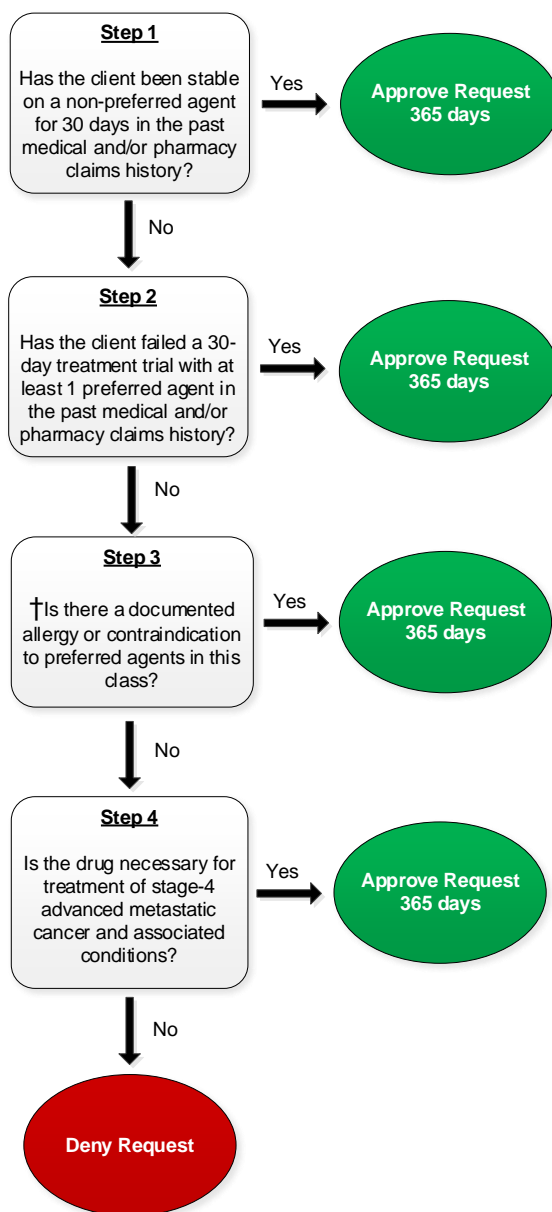 Step 1
Has the client been stable
on a non-preferred agent
for 30 days in the past
medical and/or pharmacy
claims history?
Yes
Approve Request
365 days
No
Step 2
Has the client failed a 30-
day treatment trial with at
least 1 preferred agent in
the past medical and/or
pharmacy claims history?
Yes
Approve Request
365 days
No
Step 3
†Is there a documented
allergy or contraindication
to preferred agents in this
class?
Yes
Approve Request
365 days
No
Step 4
Is the drug necessary for
treatment of stage-4
advanced metastatic
cancer and associated
conditions?
Yes
Approve Request
365 days
No
Deny Request